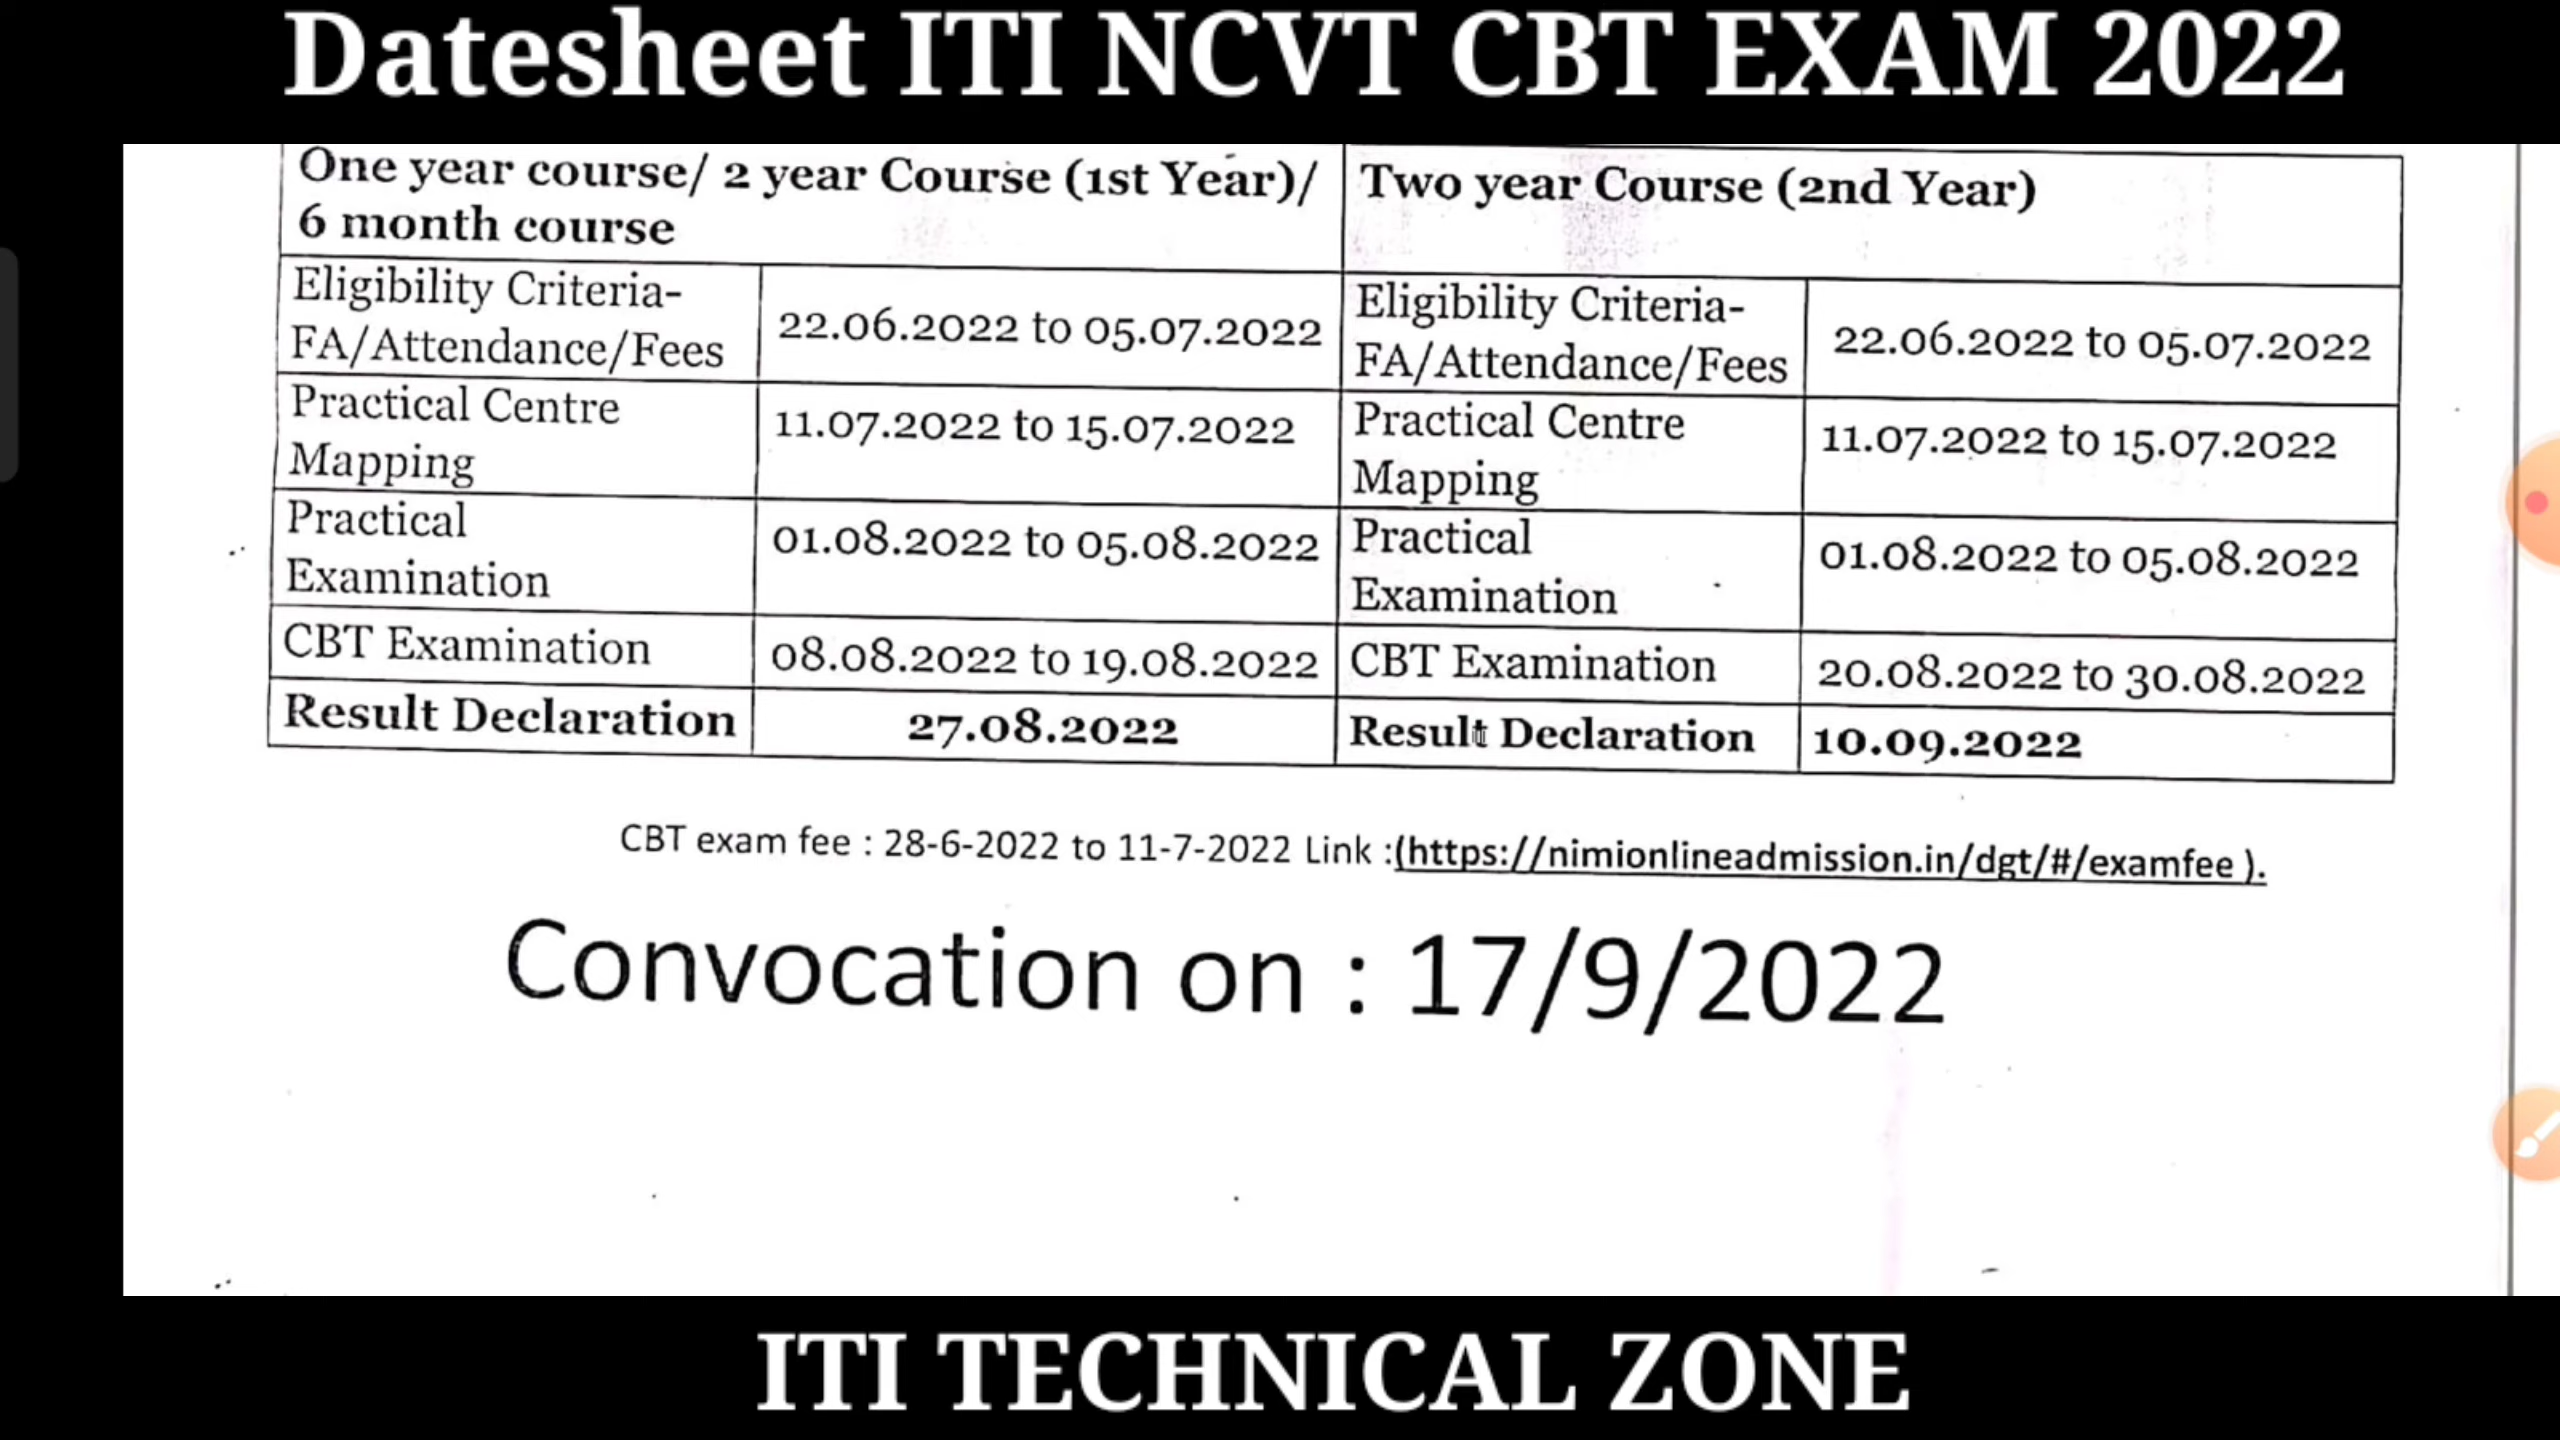 Datesheet ITI NCVT CBT EXAM 2022
One year course/ 2 year Course (1st Year)/
6 month course
Two year Course (2nd Year)
Eligibility Criteria-
FA/Attendance/Fees
22.06.2022 to 05.07.2022
Eligibility Criteria-
FA/Attendance/Fees
22.06.2022 to 05.07.2022
Practical Centre
Mapping
11.07.2022 to 15.07.2022
Practical Centre
Mapping
11.07.2022 to 15.07.2022
Practical
Examination
01.08.2022 to 05.08.2022
Practical
Examination
01.08.2022 to 05.08.2022
CBT Examination
08.08.2022 to 19.08.2022
CBT Examination
20.08.2022 to 30.08.2022
Result Declaration
27.08.2022
Result Declaration
10.09.2022
CBT exam fee : 28-6-2022 to 11-7-2022 Link :(https://nimionlineadmission.in/dgt/#/examfee ).
Convocation on : 17/9/2022
ITI TECHNICAL ZONE